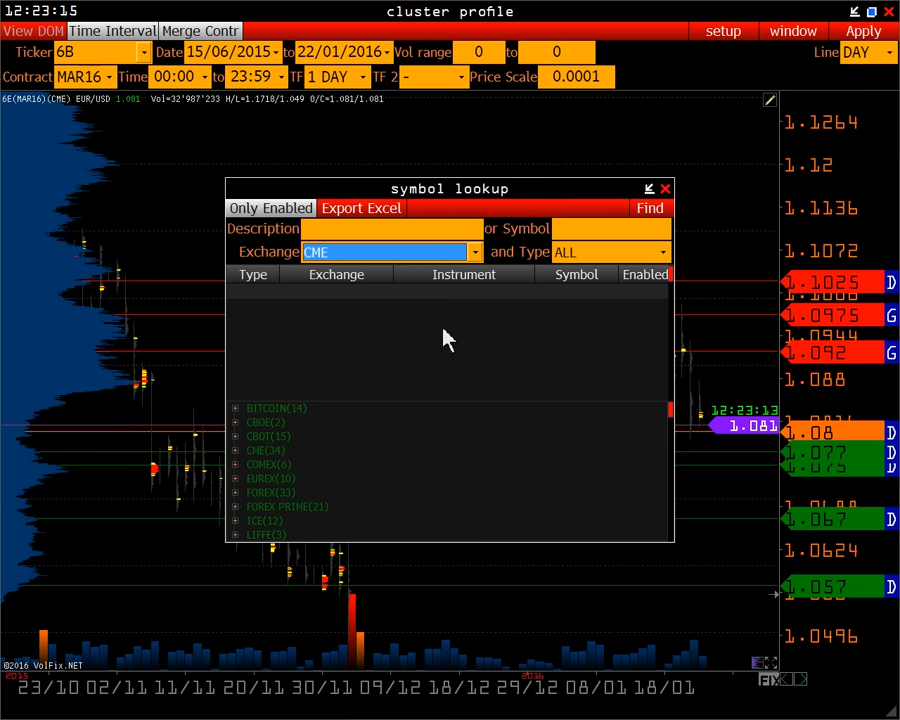 12:23:15 cluster profile
View DOM Time Interval Merge Contr setup window Apply
Ticker 6B Date 15/06/2015 to 22/01/2016 Vol range 0 to 0 Line DAY
Contract MAR16 Time 00:00 to 23:59 TF 1 DAY TF 2 - Price Scale 0.0001
6E(MAR16)(CME) EUR/USD 1.081 Vol=32'987'233 H/L=1.1718/1.049 O/C=1.081/1.081
1.1264
1.12
1.1136
1.1072
1.1025 D
1.0975 G
1.0944
1.092 G
1.088
12:23:13
1.081
1.08 D
1.077 D
1.075 D
1.067 D
1.0624
1.057 D
1.0496
symbol lookup
Only Enabled Export Excel Find
Description or Symbol
Exchange CME and Type ALL
Type Exchange Instrument Symbol Enabled
BITCOIN(14)
CBOE(2)
CBOT(15)
CME(34)
COMEX(6)
EUREX(10)
FOREX(33)
FOREX PRIME(21)
ICE(12)
LIFFE(3)
©2016 VolFix.NET
2015 2016
23/10 02/11 11/11 20/11 30/11 09/12 18/12 29/12 08/01 18/01
FIX